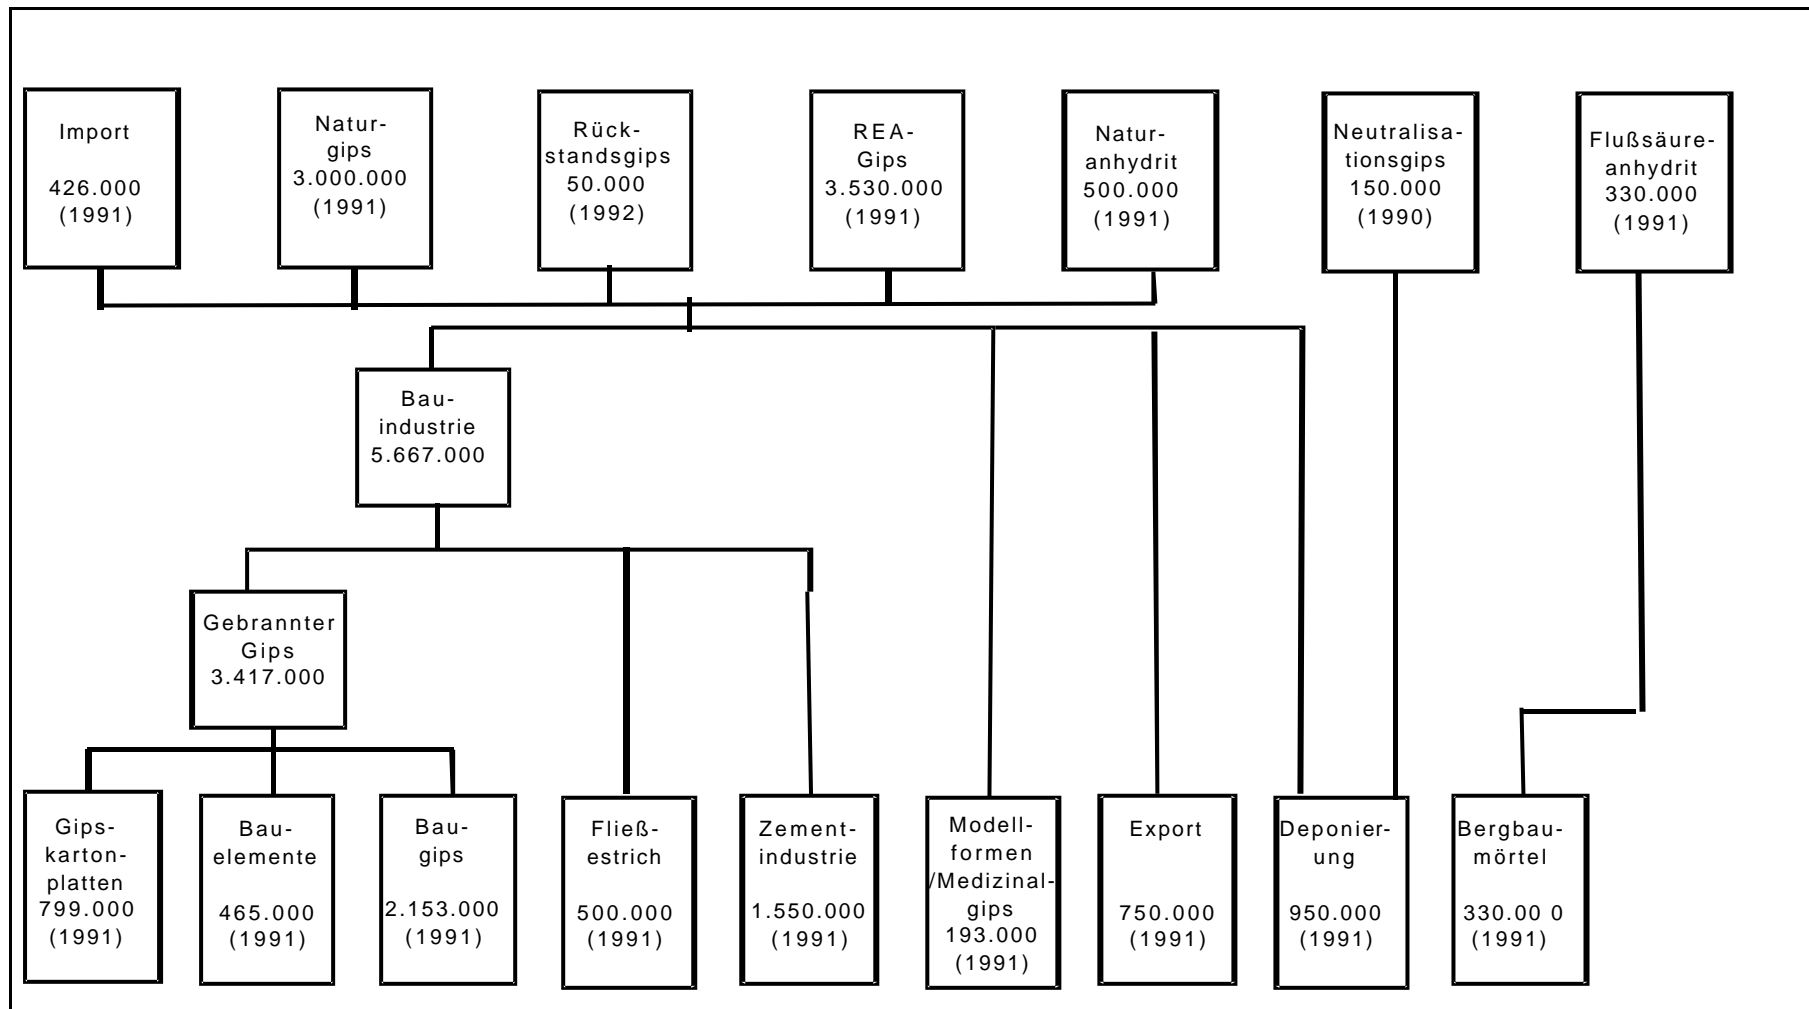 Import
426.000
(1991)
Natur-
gips
3.000.000
(1991)
Rück-
standsgips
50.000
(1992)
REA-
Gips
3.530.000
(1991)
Natur-
anhydrit
500.000
(1991)
Neutralisa-
tionsgips
150.000
(1990)
Flußsäure-
anhydrit
330.000
(1991)
Bau-
industrie
5.667.000
Gebrannter
Gips
3.417.000
Gips-
karton-
platten
799.000
(1991)
Bau-
elemente
465.000
(1991)
Bau-
gips
2.153.000
(1991)
Fließ-
estrich
500.000
(1991)
Zement-
industrie
1.550.000
(1991)
Modell-
formen
/Medizinal-
gips
193.000
(1991)
Export
750.000
(1991)
Deponier-
ung
950.000
(1991)
Bergbau-
mörtel
330.00 0
(1991)